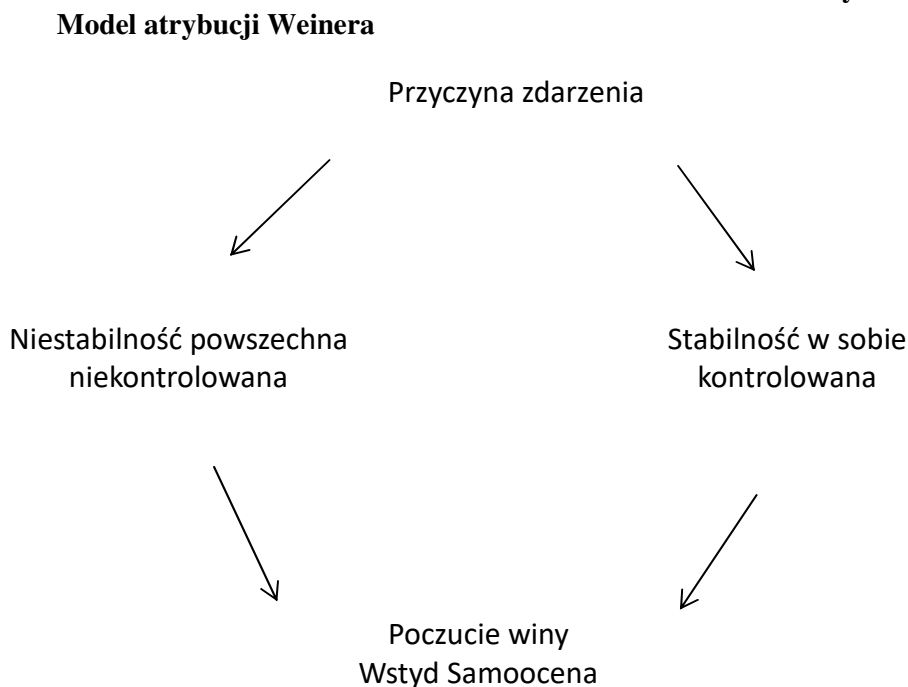 Model atrybucji Weinera
Przyczyna zdarzenia
Niestabilność powszechna
niekontrolowana
Stabilność w sobie
kontrolowana
Poczucie winy
Wstyd Samoocena